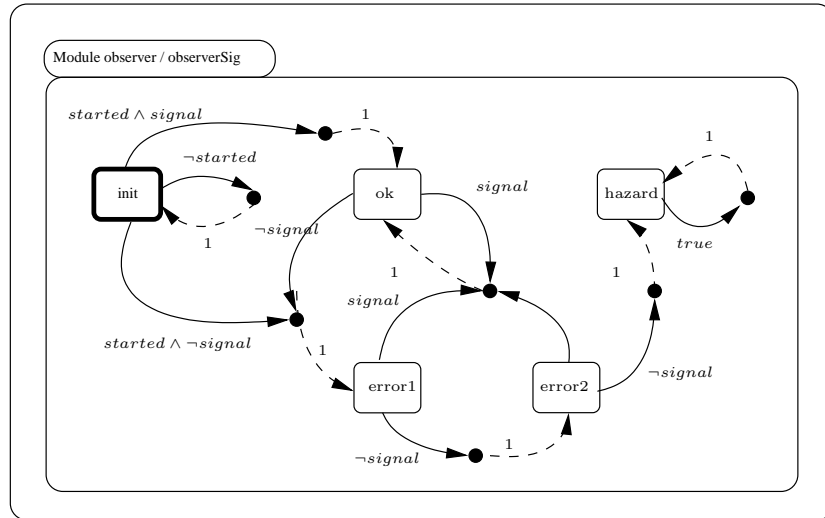 Module observer / observerSig
started ∧ signal
1
1
¬started
signal
init
ok
hazard
¬signal
1
true
1
1
signal
started ∧ ¬signal
1
¬signal
error1
error2
1
¬signal